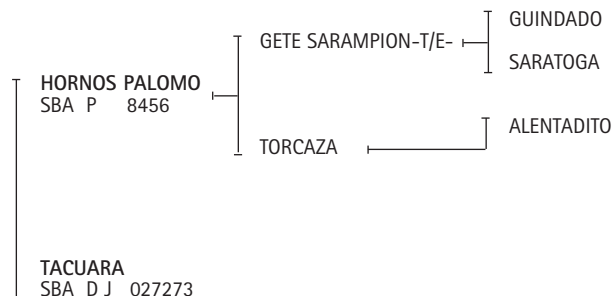 GUINDADO
GETE SARAMPION-T/E-
SARATOGA
HORNOS PALOMO
SBA P 8456
ALENTADITO
TORCAZA
TACUARA
SBA D J 027273